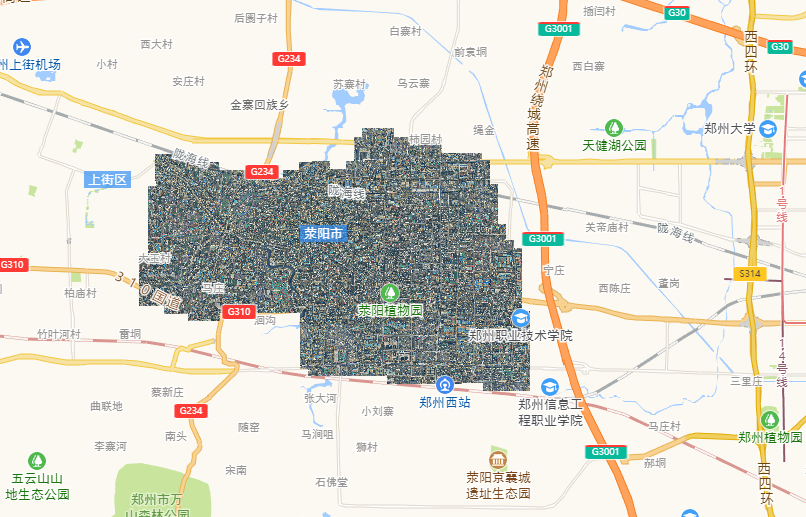 后圈子村
插闫村
G30
G3001
白寨村
西四环
G30
西大村
前袁垌
州上街机场
小村
G234
西白寨
安庄村
苏寨村
乌云寨
郑州绕城高速
金寨回族乡
绳金
郑州大学
天健湖公园
柿园村
陇海线
G234
上街区
陇海线
1号线
关帝庙村
陇海线
荥阳市
G3001
大王村
G310
宁庄
S314
310国道
马庄
西陈庄
董岗
柏庙村
荥阳植物园
G310
洄沟
竹叶河村
雷垌
郑州职业技术学院
14号线
三里庄
蔡新庄
郑州西站
张大河
郑州信息工
程职业学院
曲联地
G234
小刘寨
随窑
马庄村
南头
马涧咀
郑州植物园
李寨河
狮村
G3001
五云山山
地生态公园
宋南
郝垌
西四环
石佛堂
荥阳京襄城
遗址生态园
郑州市万
山森林公园